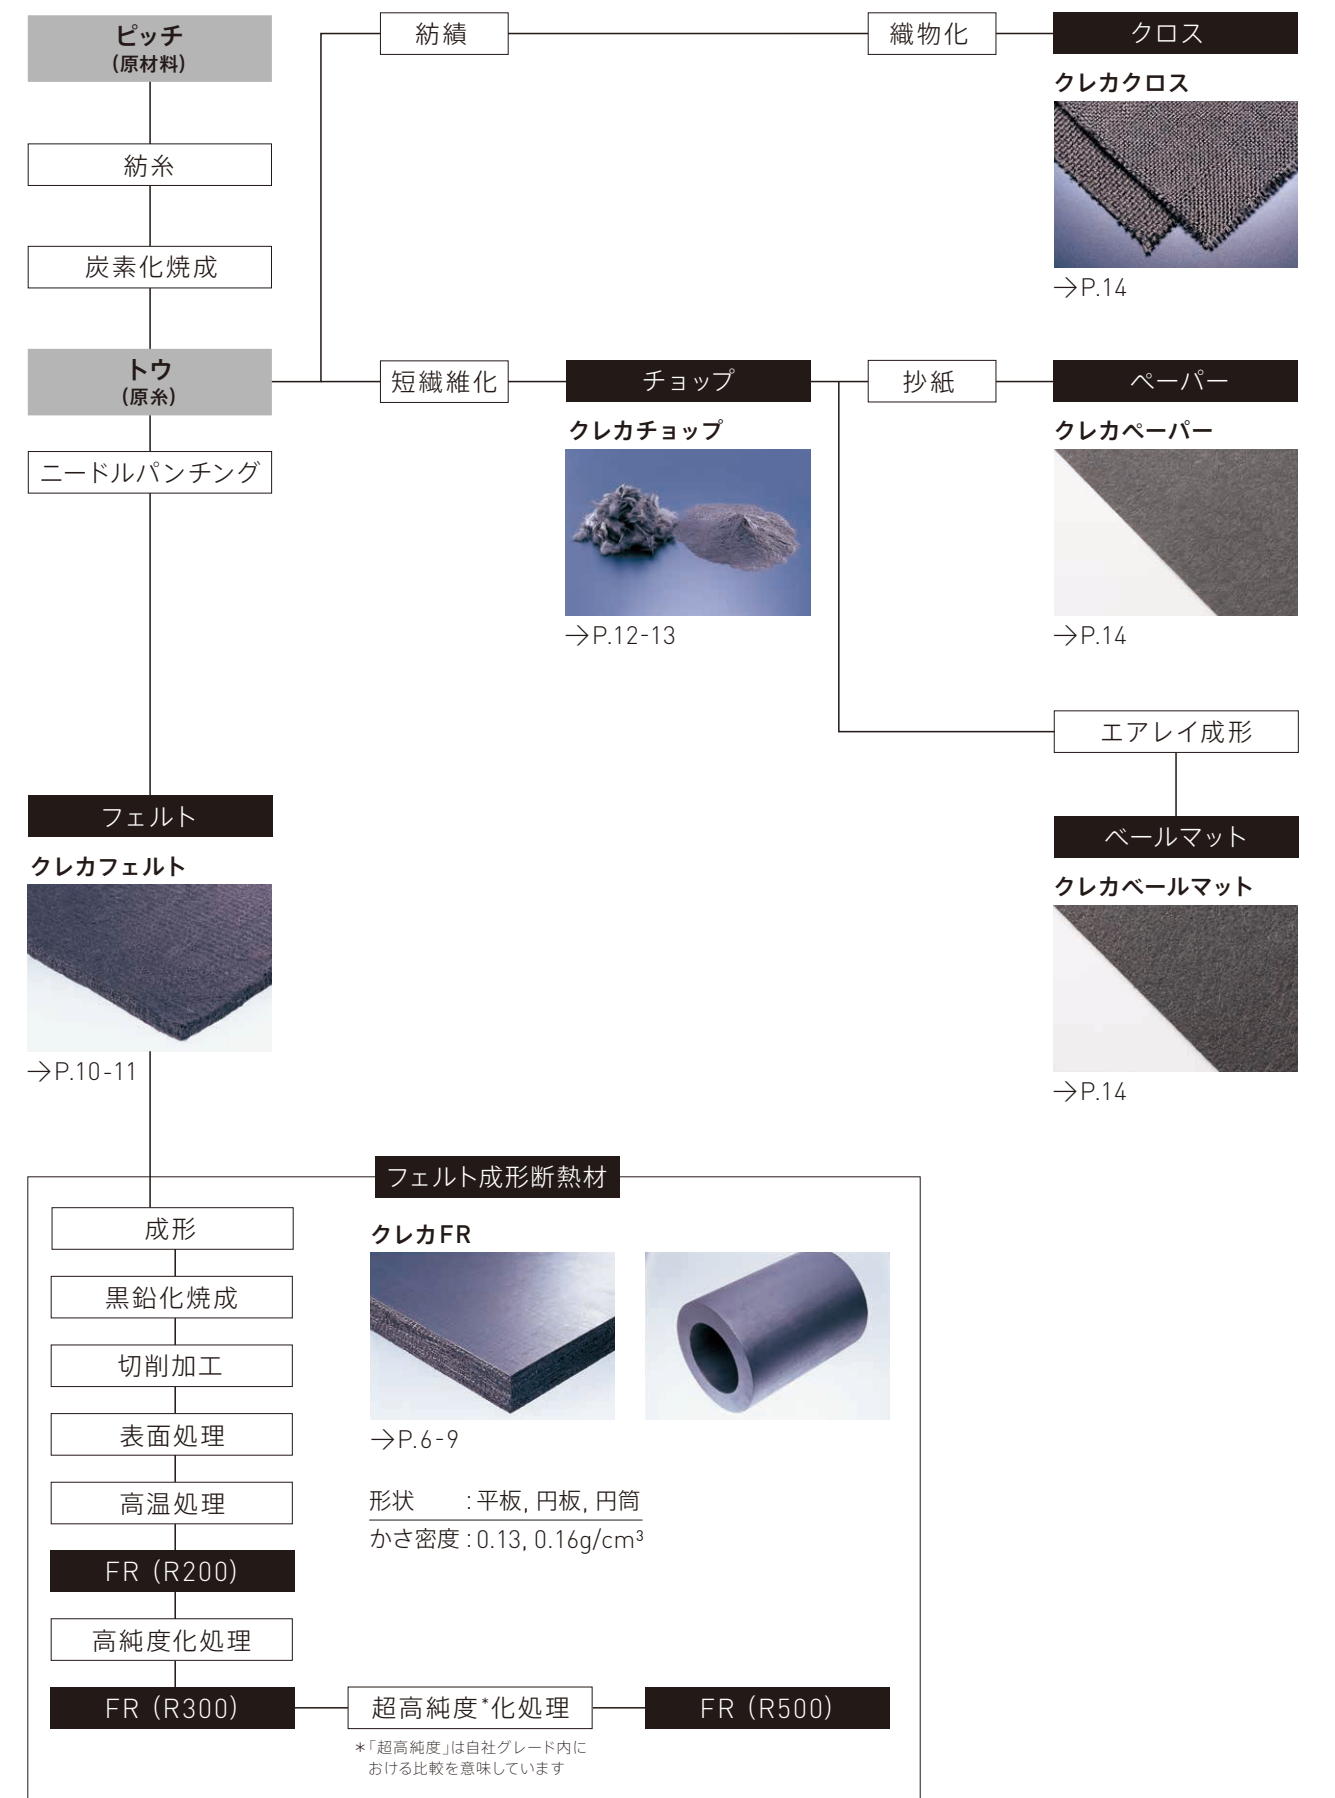 ピッチ
(原材料)
紡績
織物化
クロス
クレカクロス
紡糸
炭素化焼成
→P.14
トウ
(原糸)
短繊維化
チョップ
抄紙
ペーパー
クレカチョップ
クレカペーパー
ニードルパンチング
→P.12-13
→P.14
エアレイ成形
フェルト
ベールマット
クレカフェルト
クレカベールマット
→P.10-11
→P.14
フェルト成形断熱材
成形
クレカFR
黒鉛化焼成
切削加工
表面処理
→P.6-9
高温処理
形状 : 平板, 円板, 円筒
かさ密度 : 0.13, 0.16g/cm³
FR (R200)
高純度化処理
FR (R300)
超高純度*化処理
FR (R500)
*「超高純度」は自社グレード内に
おける比較を意味しています